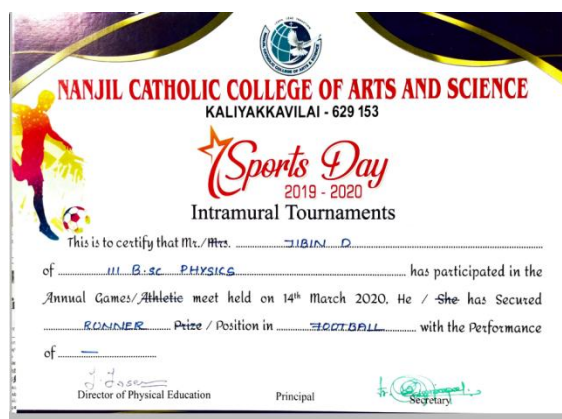 NANJIL CATHOLIC COLLEGE OF ARTS AND SCIENCE
KALIYAKKAVILAI - 629 153
Sports Day
2019 - 2020
Intramural Tournaments
This is to certify that Mr./Mrs. JIBIN D
of III B.sc PHYSICS has participated in the
Annual Games/Athletic meet held on 14th March 2020. He / She has Secured
RUNNER Prize / Position in FOOTBALL with the Performance
of —
Director of Physical Education Principal Secretary